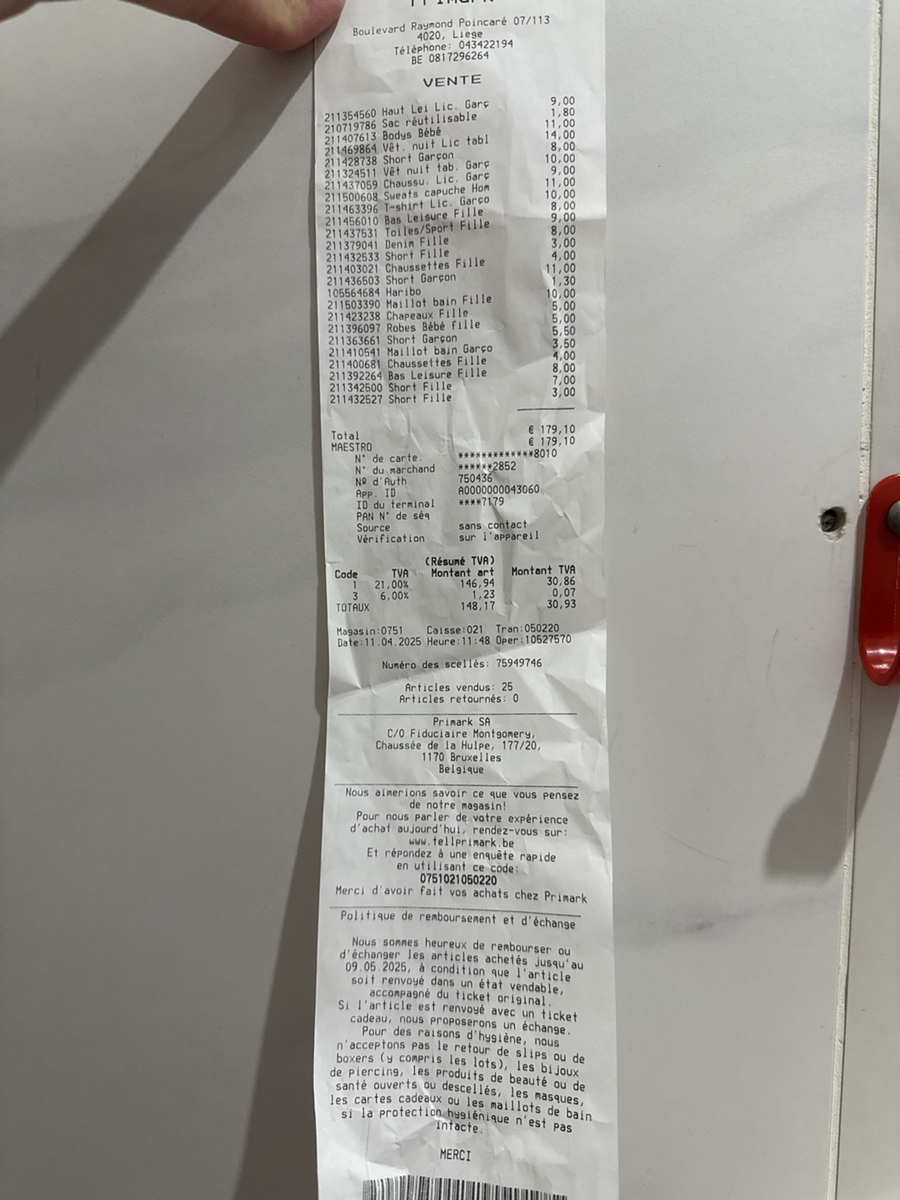 Boulevard Raymond Poincaré 07/113
4020, Liege
Téléphone: 043422194
BE 0817296264
VENTE
211354560 Haut Lei Lic. Garç 9,00
210719786 Sac réutilisable 1,80
211407613 Bodys Bébé 11,00
211469864 Vêt. nuit Lic tabl 14,00
211428738 Short Garçon 8,00
211324511 Vêt nuit tab. Garç 10,00
211437059 Chaussu. Lic. Garç 9,00
211500608 Sweats capuche Hom 11,00
211463396 T-shirt Lic. Garço 10,00
211456010 Bas Leisure Fille 8,00
211437531 Toiles/Sport Fille 9,00
211379041 Denim Fille 8,00
211432533 Short Fille 3,00
211403021 Chaussettes Fille 4,00
211436503 Short Garçon 11,00
105564684 Haribo 1,30
211503390 Maillot bain Fille 10,00
211423238 Chapeaux Fille 5,00
211396097 Robes Bébé fille 5,00
211363661 Short Garçon 5,50
211410541 Maillot bain Garço 3,50
211400681 Chaussettes Fille 4,00
211392264 Bas Leisure Fille 8,00
211342500 Short Fille 7,00
211432527 Short Fille 3,00
Total € 179,10
MAESTRO € 179,10
N° de carte. *************8010
N° du marchand ******2852
Nº d'Auth 750436
App. ID A0000000043060
ID du terminal ****7179
PAN N° de séq
Source sans contact
Vérification sur l'appareil
(Résumé TVA)
Code TVA Montant art Montant TVA
1 21,00% 146,94 30,86
3 6,00% 1,23 0,07
TOTAUX 148,17 30,93
Magasin:0751 Caisse:021 Tran:050220
Date:11.04.2025 Heure:11:48 Oper:10527570
Numéro des scellés: 75949746
Articles vendus: 25
Articles retournés: 0
Primark SA
C/O Fiduciaire Montgomery,
Chaussée de la Hulpe, 177/20,
1170 Bruxelles
Belgique
Nous aimerions savoir ce que vous pensez
de notre magasin!
Pour nous parler de votre expérience
d'achat aujourd'hui, rendez-vous sur:
www.tellprimark.be
Et répondez à une enquête rapide
en utilisant ce code:
0751021050220
Merci d'avoir fait vos achats chez Primark
Politique de remboursement et d'échange
Nous sommes heureux de rembourser ou
d'échanger les articles achetés jusqu'au
09.05.2025, à condition que l'article
soit renvoyé dans un état vendable,
accompagné du ticket original.
Si l'article est renvoyé avec un ticket
cadeau, nous proposerons un échange.
Pour des raisons d'hygiène, nous
n'acceptons pas le retour de slips ou de
boxers (y compris les lots), les bijoux
de piercing, les produits de beauté ou de
santé ouverts ou descellés, les masques,
les cartes cadeaux ou les maillots de bain
si la protection hygiénique n'est pas
intacte.
MERCI